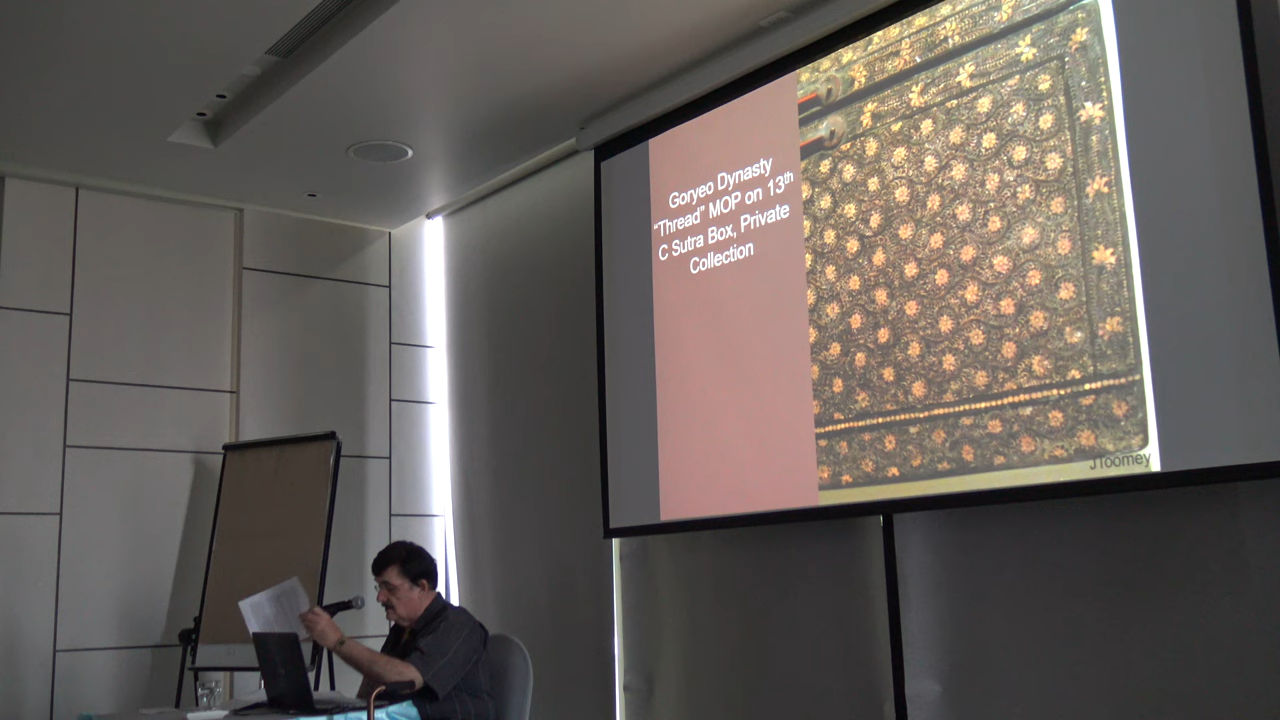 Goryeo Dynasty
“Thread” MOP on 13th
C Sutra Box, Private
Collection
JToomey